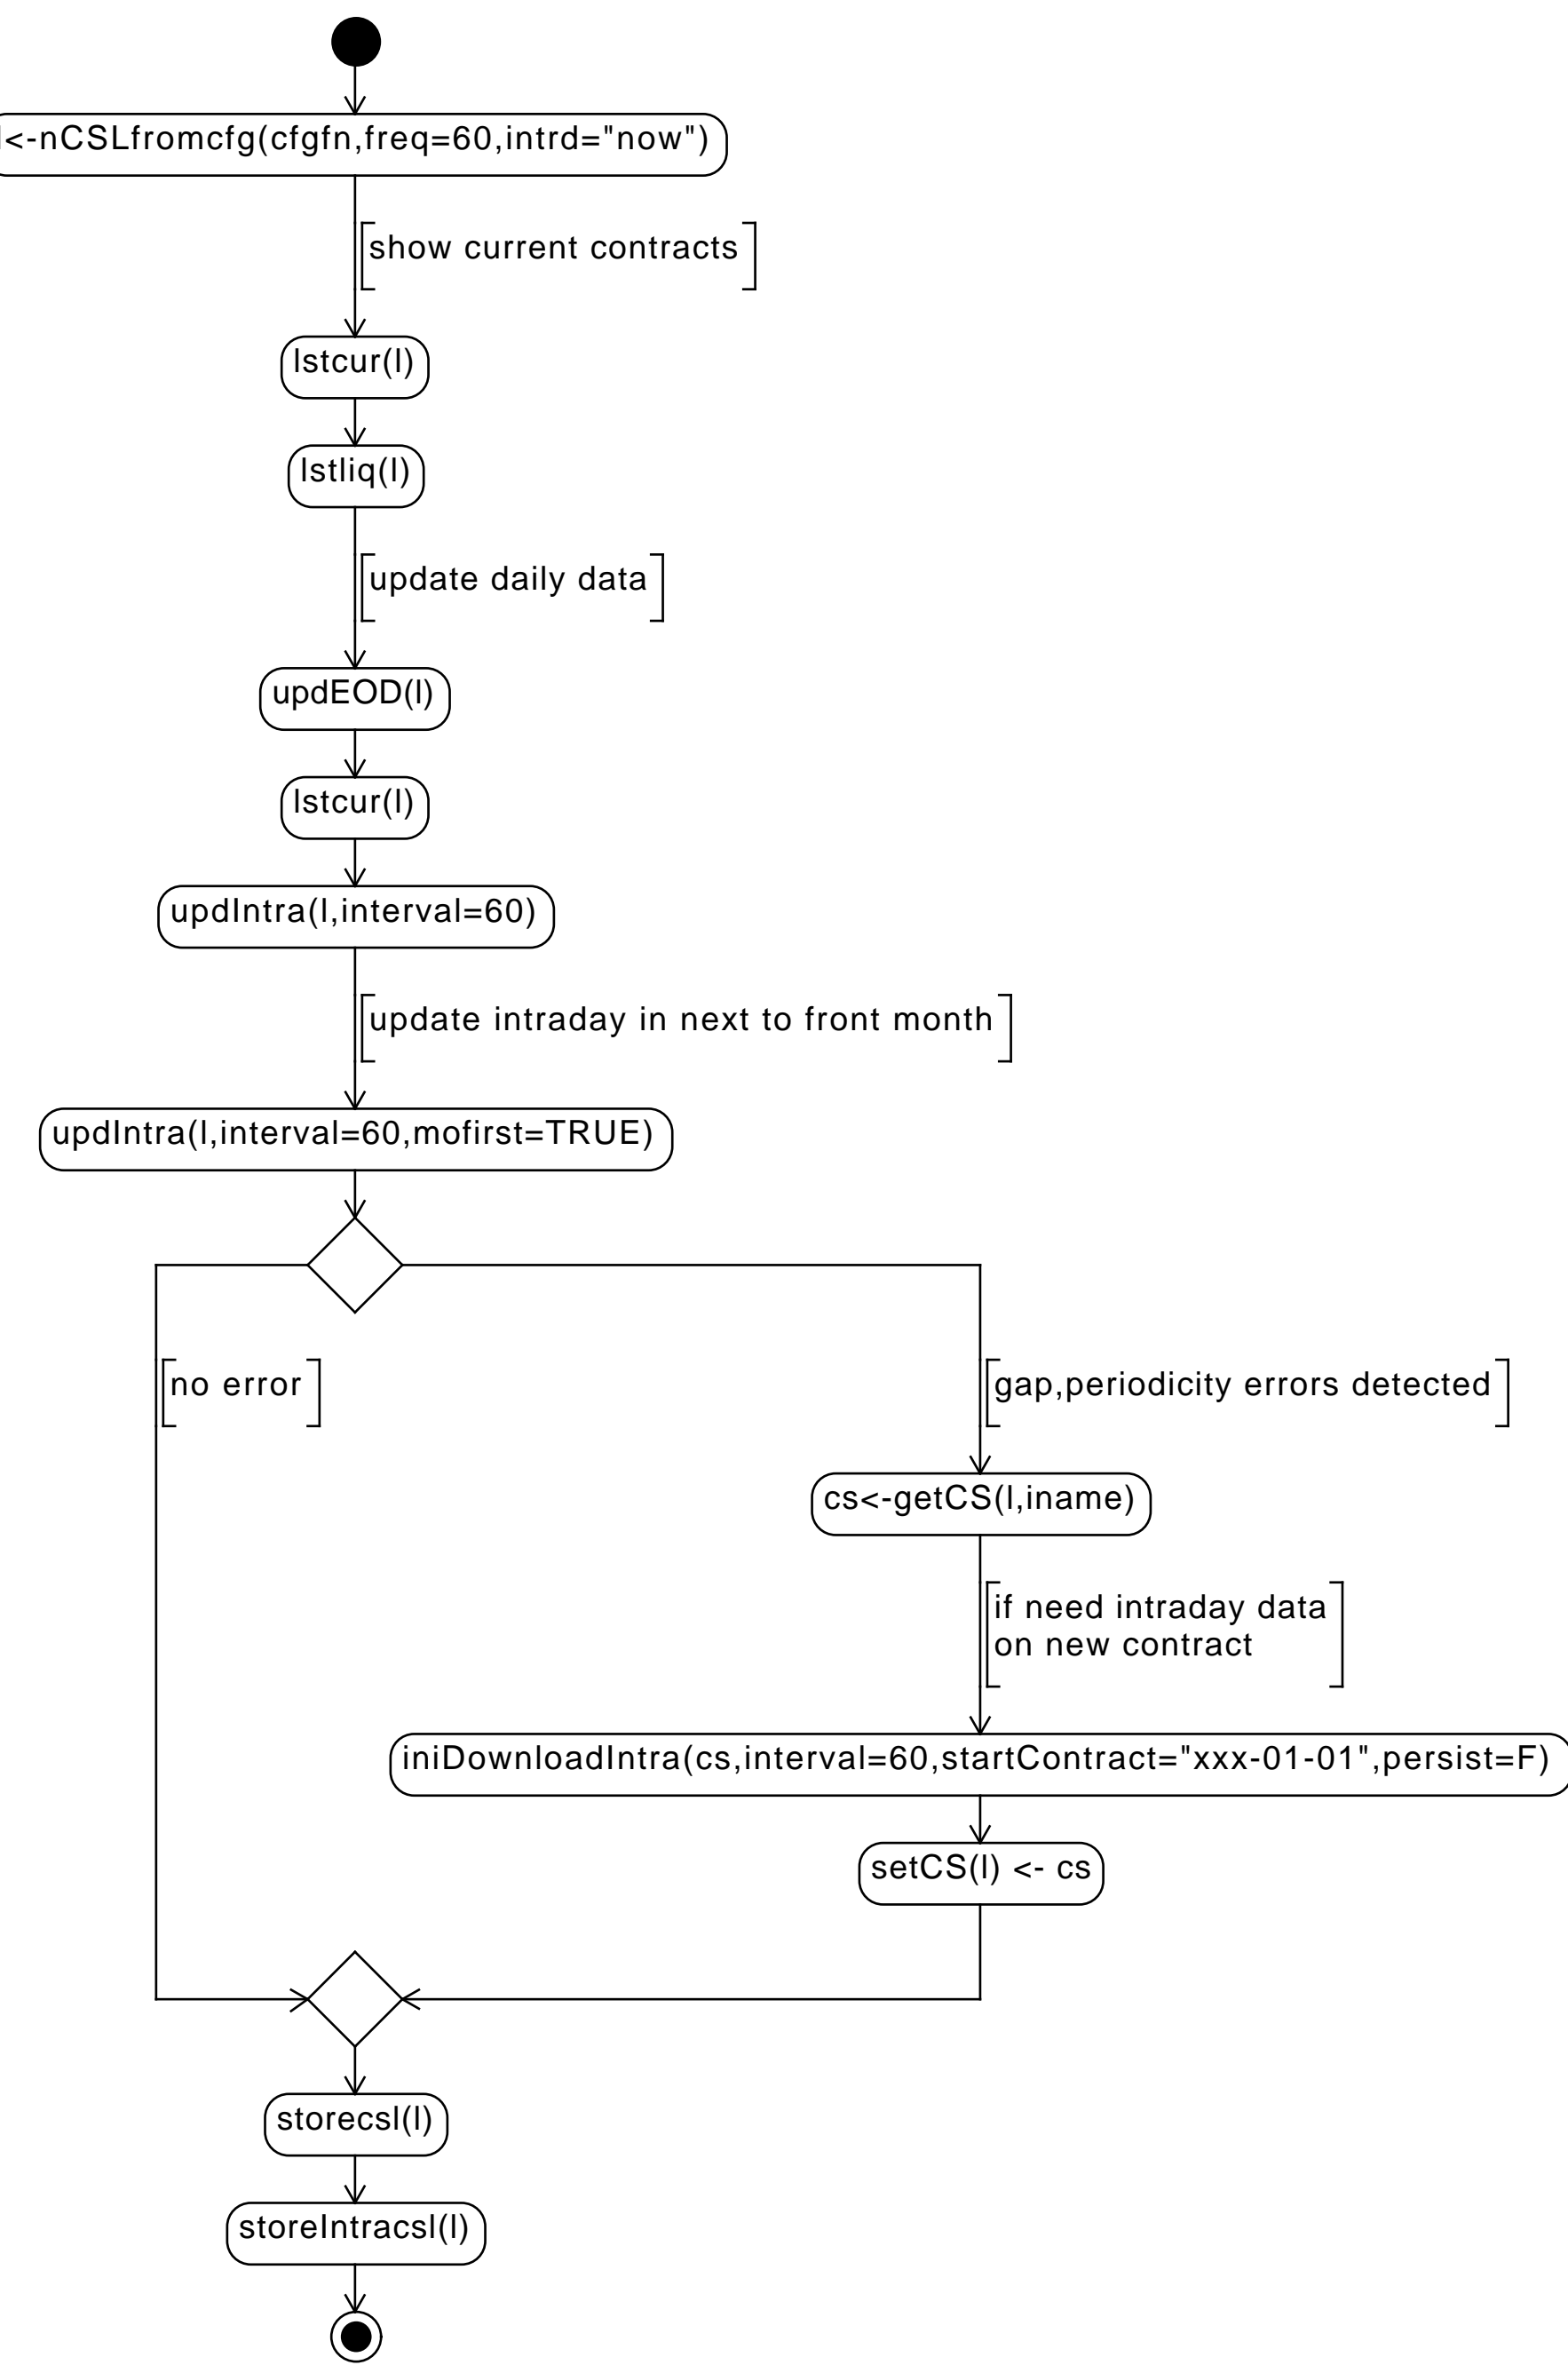 l<-nCSLfromcfg(cfgfn,freq=60,intrd="now")
show current contracts
lstcur(l)
lstliq(l)
update daily data
updEOD(l)
lstcur(l)
updIntra(l,interval=60)
update intraday in next to front month
updIntra(l,interval=60,mofirst=TRUE)
no error
gap,periodicity errors detected
cs<-getCS(l,iname)
if need intraday data
on new contract
iniDownloadIntra(cs,interval=60,startContract="xxx-01-01",persist=F)
setCS(l) <- cs
storecsl(l)
storeIntracsl(l)